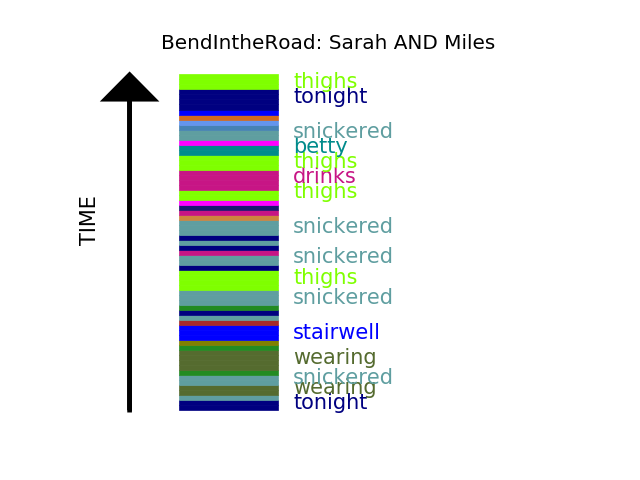 BendIntheRoad: Sarah AND Miles
thighs
tonight
snickered
betty
thighs
drinks
thighs
snickered
snickered
thighs
snickered
stairwell
wearing
snickered
wearing
tonight
TIME